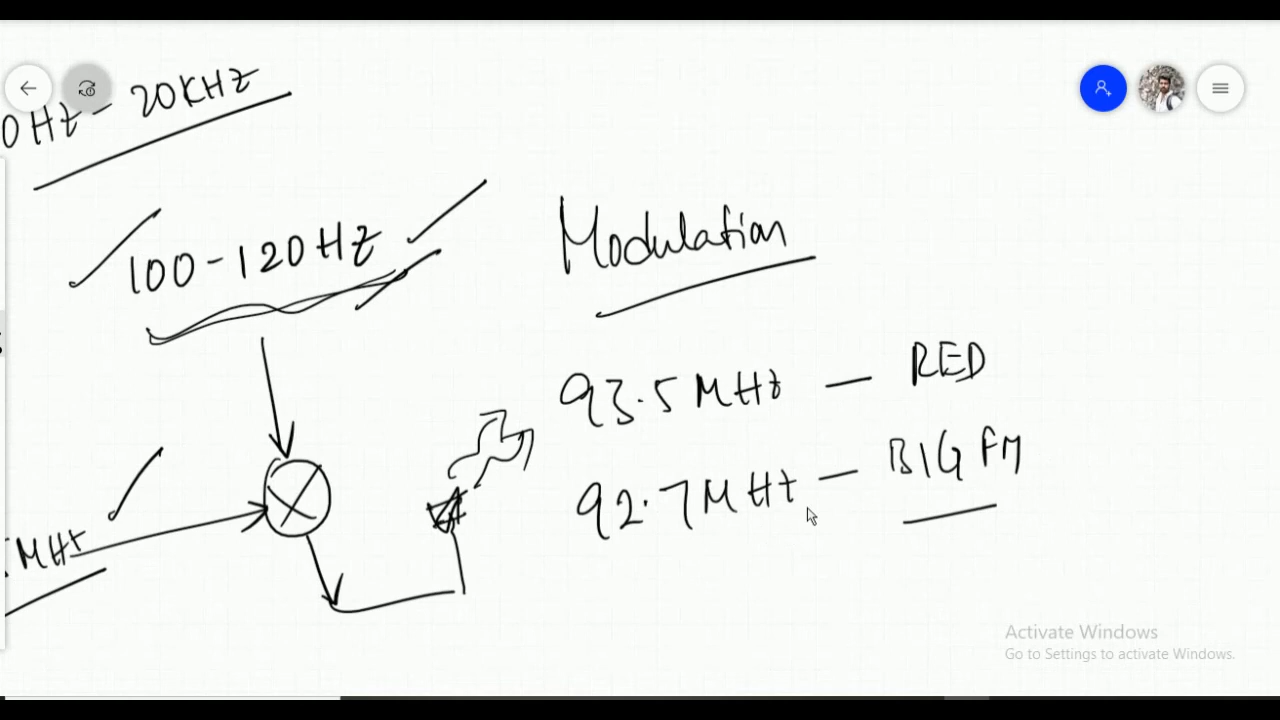 0Hz - 20KHz
100-120Hz
Modulation
93.5 MHz - RED
92.7 MHz - BIG FM
MHz
Activate Windows
Go to Settings to activate Windows.